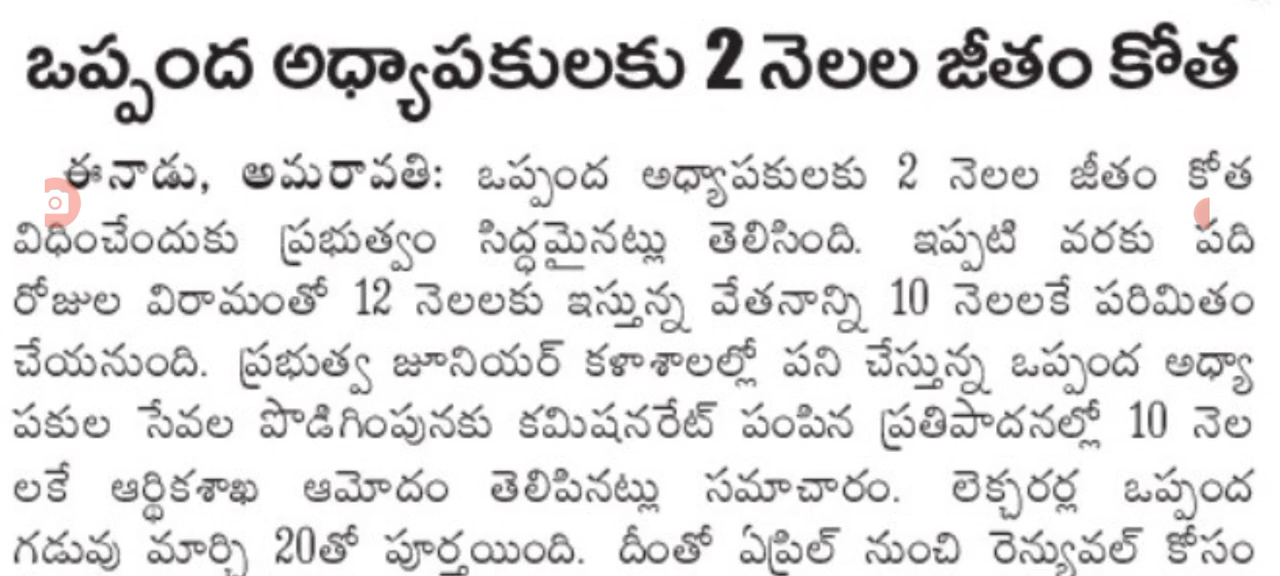 ఒప్పంద అధ్యాపకులకు 2 నెలల జీతం కోత
ఈనాడు, అమరావతి: ఒప్పంద అధ్యాపకులకు 2 నెలల జీతం కోత
విధించేందుకు ప్రభుత్వం సిద్ధమైనట్లు తెలిసింది. ఇప్పటి వరకు పది
రోజుల విరామంతో 12 నెలలకు ఇస్తున్న వేతనాన్ని 10 నెలలకే పరిమితం
చేయనుంది. ప్రభుత్వ జూనియర్ కళాశాలల్లో పని చేస్తున్న ఒప్పంద అధ్యా
పకుల సేవల పొడిగింపునకు కమిషనరేట్ పంపిన ప్రతిపాదనల్లో 10 నెల
లకే ఆర్థికశాఖ ఆమోదం తెలిపినట్లు సమాచారం. లెక్చరర్ల ఒప్పంద
గడువు మార్చి 20తో పూర్తయింది. దీంతో ఏప్రిల్ నుంచి రెన్యువల్ కోసం